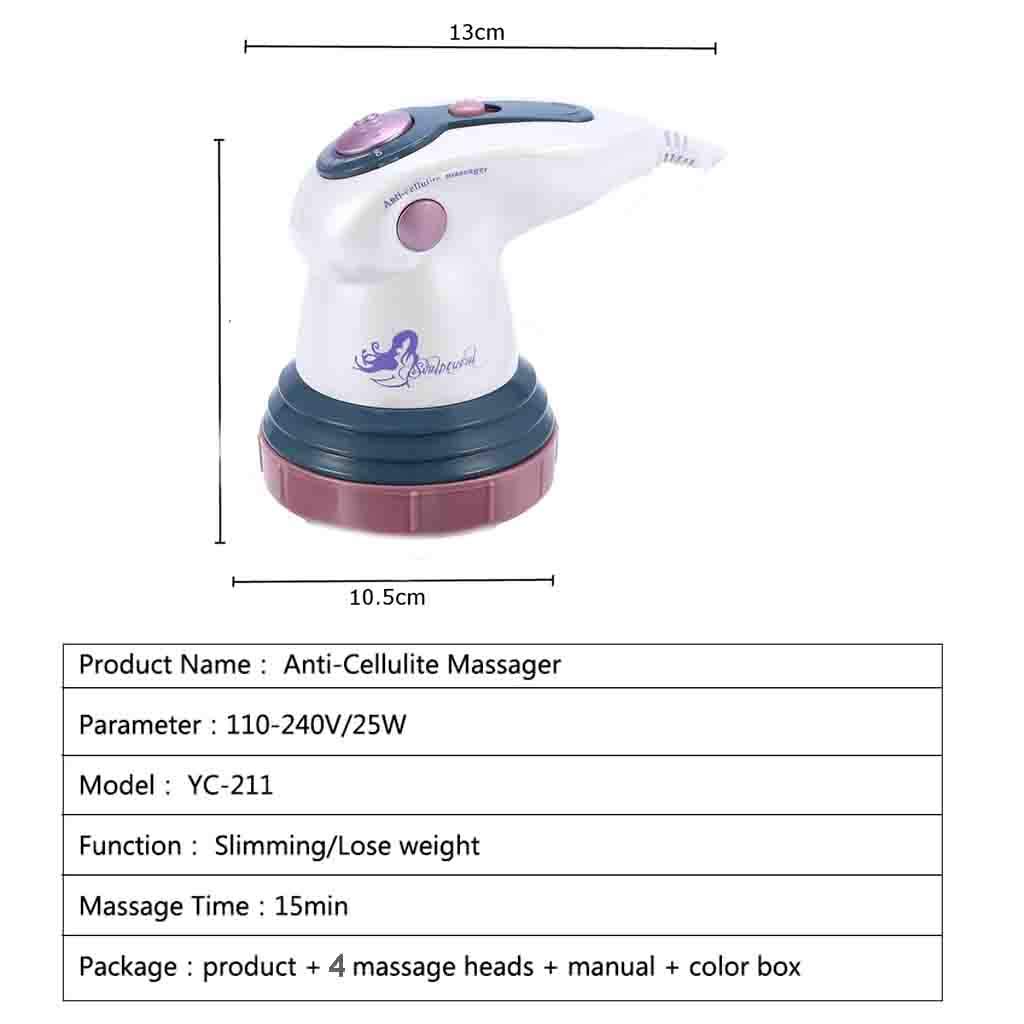 13cm
Anti-cellulite massager
Sculptural
10.5cm
Product Name : Anti-Cellulite Massager
Parameter : 110-240V/25W
Model : YC-211
Function : Slimming/Lose weight
Massage Time : 15min
Package : product + 4 massage heads + manual + color box